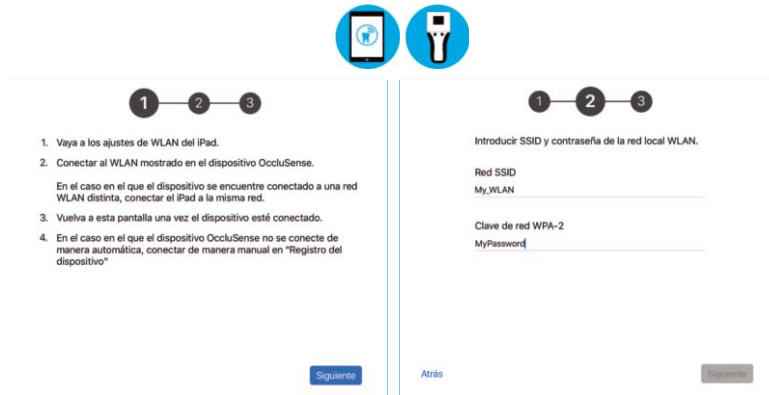 1 2 3
1. Vaya a los ajustes de WLAN del iPad.
2. Conectar al WLAN mostrado en el dispositivo OccluSense.
En el caso en el que el dispositivo se encuentre conectado a una red
WLAN distinta, conectar el iPad a la misma red.
3. Vuelva a esta pantalla una vez el dispositivo esté conectado.
4. En el caso en el que el dispositivo OccluSense no se conecte de
manera automática, conectar de manera manual en "Registro del
dispositivo"
Siguiente
1 2 3
Introducir SSID y contraseña de la red local WLAN.
Red SSID
My_WLAN
Clave de red WPA-2
MyPassword
Atrás
Siguiente